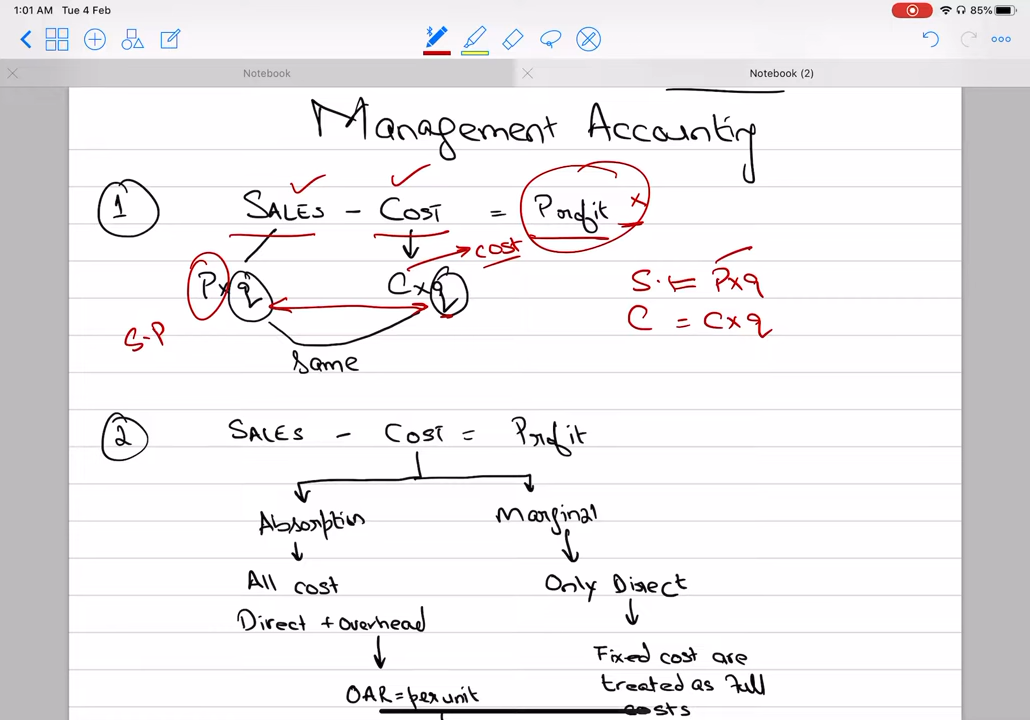 1:01 AM Tue 4 Feb
85%
Notebook
Notebook (2)
Management Accounting
1
SALES - COST = Profit x
cost
P x q
C x q
S. = P x q
S-P
C = C x q
Same
2
SALES - COST = Profit
Absorption
Marginal
All cost
Only Direct
Direct + overhead
Fixed cost are
treated as Full
costs
OAR = per unit